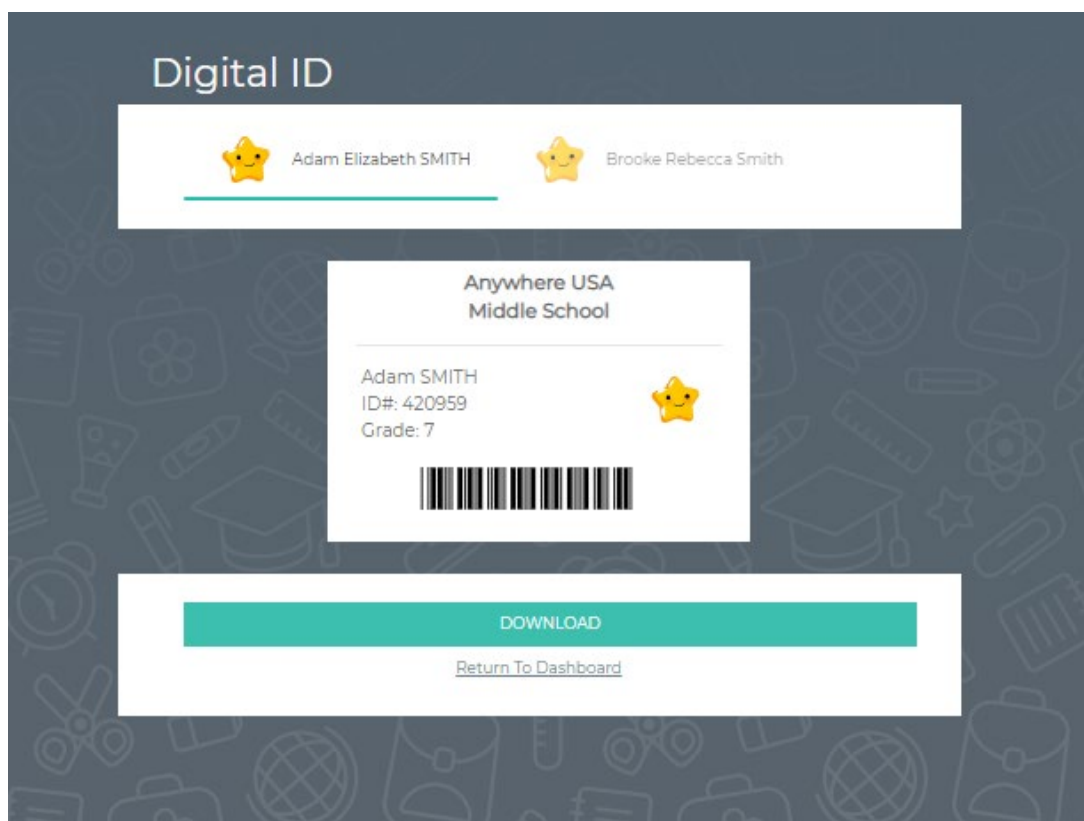 Digital ID
Adam Elizabeth SMITH
Brooke Rebecca Smith
Anywhere USA
Middle School
Adam SMITH
ID#: 420959
Grade: 7
DOWNLOAD
Return To Dashboard